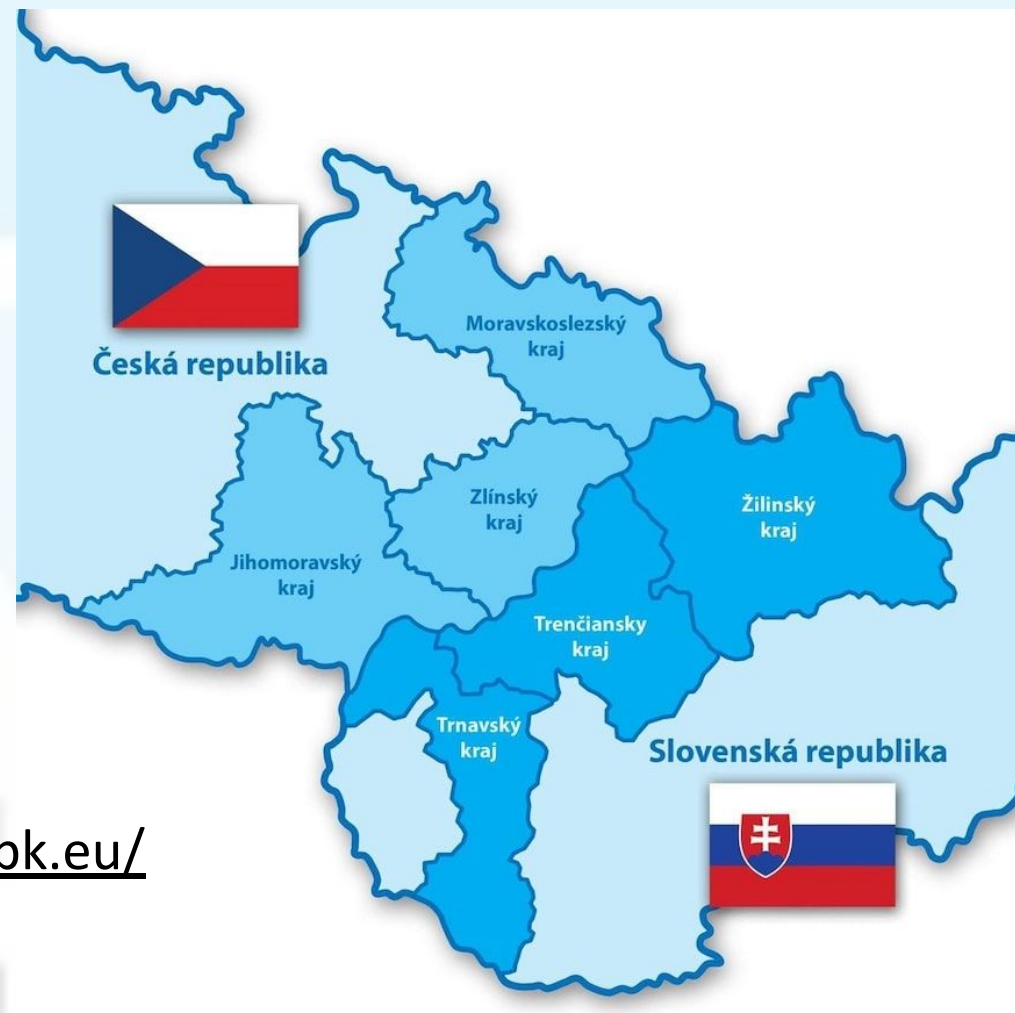 Moravskoslezský
kraj
Česká republika
Zlínský
kraj
Žilinský
kraj
Jihomoravský
kraj
Trenčiansky
kraj
Trnavský
kraj
Slovenská republika
pk.eu/